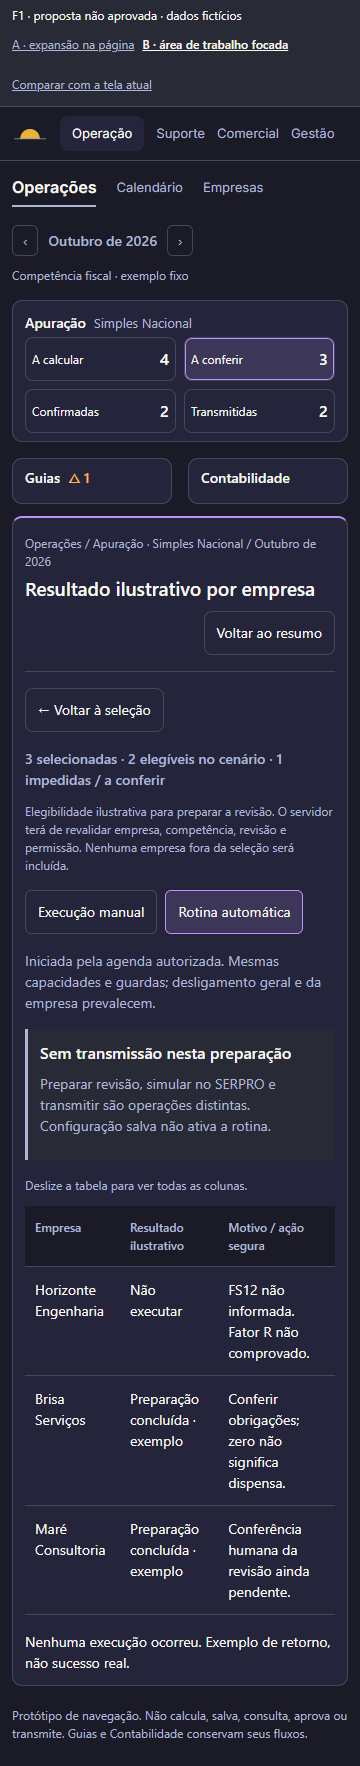 F1 · proposta não aprovada · dados fictícios
A · expansão na página  B · área de trabalho focada
Comparar com a tela atual
Operação  Suporte  Comercial  Gestão
Operações  Calendário  Empresas
‹  Outubro de 2026  ›
Competência fiscal · exemplo fixo
Apuração  Simples Nacional
A calcular  4  A conferir  3
Confirmadas  2  Transmitidas  2
Guias  △ 1  Contabilidade
Operações / Apuração · Simples Nacional / Outubro de
2026
Resultado ilustrativo por empresa
Voltar ao resumo
← Voltar à seleção
3 selecionadas · 2 elegíveis no cenário · 1
impedidas / a conferir
Elegibilidade ilustrativa para preparar a revisão. O servidor
terá de revalidar empresa, competência, revisão e
permissão. Nenhuma empresa fora da seleção será
incluída.
Execução manual  Rotina automática
Iniciada pela agenda autorizada. Mesmas
capacidades e guardas; desligamento geral e da
empresa prevalecem.
Sem transmissão nesta preparação
Preparar revisão, simular no SERPRO e
transmitir são operações distintas.
Configuração salva não ativa a rotina.
Deslize a tabela para ver todas as colunas.
Empresa  Resultado  Motivo / ação
ilustrativo  segura
Horizonte  Não  FS12 não
Engenharia  executar  informada.
Fator R não
comprovado.
Brisa  Preparação  Conferir
Serviços  concluída ·  obrigações;
exemplo  zero não
significa
dispensa.
Maré  Preparação  Conferência
Consultoria  concluída ·  humana da
exemplo  revisão ainda
pendente.
Nenhuma execução ocorreu. Exemplo de retorno,
não sucesso real.
Protótipo de navegação. Não calcula, salva, consulta, aprova ou
transmite. Guias e Contabilidade conservam seus fluxos.